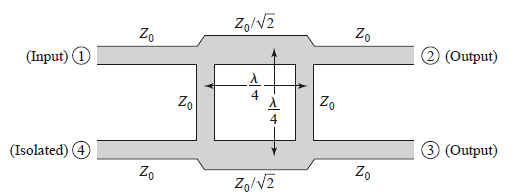 Z₀ Z₀/√2 Z₀
(Input) ① ② (Output)
λ/4
Z₀ λ/4 Z₀
(Isolated) ④ ③ (Output)
Z₀ Z₀/√2 Z₀